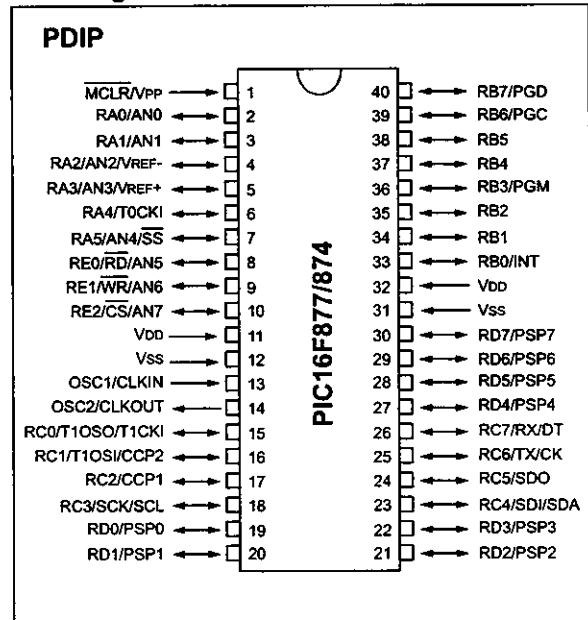 PDIP
MCLR/VPP 1 40 RB7/PGD
RA0/AN0 2 39 RB6/PGC
RA1/AN1 3 38 RB5
RA2/AN2/VREF- 4 37 RB4
RA3/AN3/VREF+ 5 36 RB3/PGM
RA4/T0CKI 6 35 RB2
RA5/AN4/SS 7 34 RB1
RE0/RD/AN5 8 33 RB0/INT
RE1/WR/AN6 9 32 VDD
RE2/CS/AN7 10 31 VSS
VDD 11 30 RD7/PSP7
VSS 12 29 RD6/PSP6
OSC1/CLKIN 13 28 RD5/PSP5
OSC2/CLKOUT 14 27 RD4/PSP4
RC0/T1OSO/T1CKI 15 26 RC7/RX/DT
RC1/T1OSI/CCP2 16 25 RC6/TX/CK
RC2/CCP1 17 24 RC5/SDO
RC3/SCK/SCL 18 23 RC4/SDI/SDA
RD0/PSP0 19 22 RD3/PSP3
RD1/PSP1 20 21 RD2/PSP2
PIC16F877/874